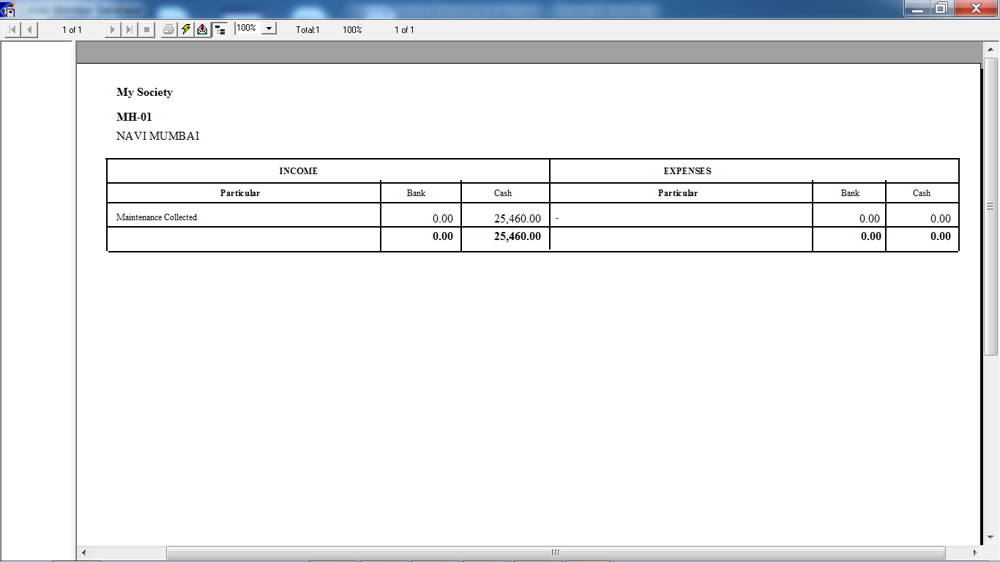 1 of 1 100% Total:1 100% 1 of 1
My Society
MH-01
NAVI MUMBAI
INCOME EXPENSES
Particular Bank Cash Particular Bank Cash
Maintenance Collected 0.00 25,460.00 - 0.00 0.00
0.00 25,460.00 0.00 0.00